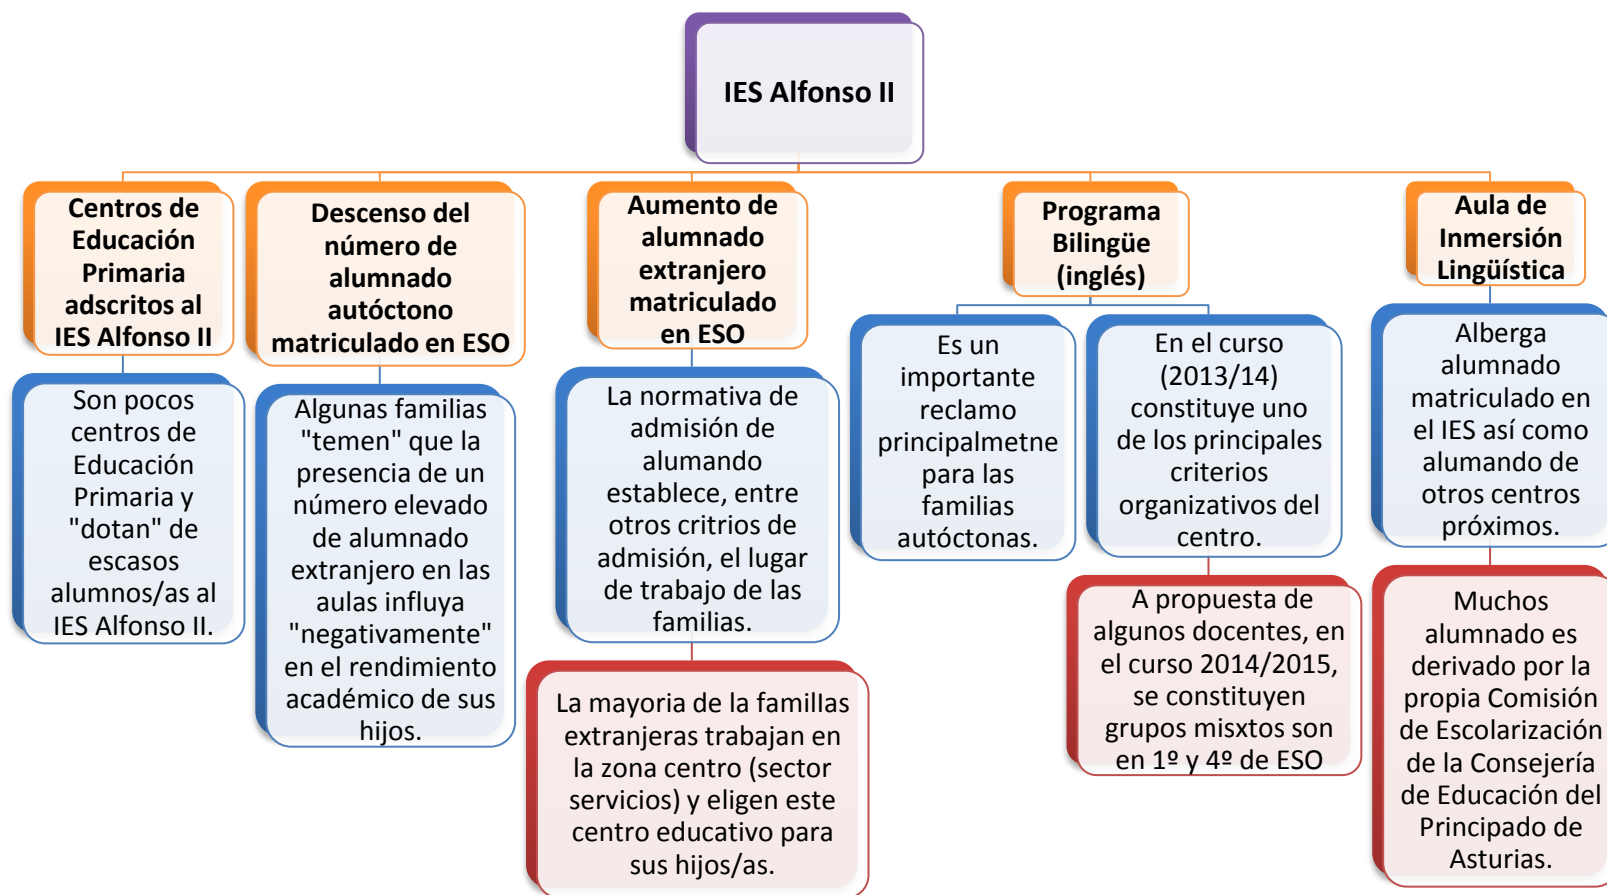 IES Alfonso II
Centros de
Educación
Primaria
adscritos al
IES Alfonso II
Son pocos
centros de
Educación
Primaria y
"dotan" de
escasos
alumnos/as al
IES Alfonso II.
Descenso del
número de
alumnado
autóctono
matriculado en ESO
Algunas familias
"temen" que la
presencia de un
número elevado
de alumnado
extranjero en las
aulas influya
"negativamente"
en el rendimiento
académico de sus
hijos.
Aumento de
alumnado
extranjero
matriculado
en ESO
La normativa de
admisión de
alumando
establece, entre
otros critrios de
admisión, el lugar
de trabajo de las
familias.
La mayoria de la famillas
extranjeras trabajan en
la zona centro (sector
servicios) y eligen este
centro educativo para
sus hijos/as.
Programa
Bilingüe
(inglés)
Es un
importante
reclamo
principalmetne
para las
familias
autóctonas.
En el curso
(2013/14)
constituye uno
de los principales
criterios
organizativos del
centro.
A propuesta de
algunos docentes, en
el curso 2014/2015,
se constituyen
grupos misxtos son
en 1º y 4º de ESO
Aula de
Inmersión
Lingüística
Alberga
alumnado
matriculado en
el IES así como
alumando de
otros centros
próximos.
Muchos
alumnado es
derivado por la
propia Comisión
de Escolarización
de la Consejería
de Educación del
Principado de
Asturias.